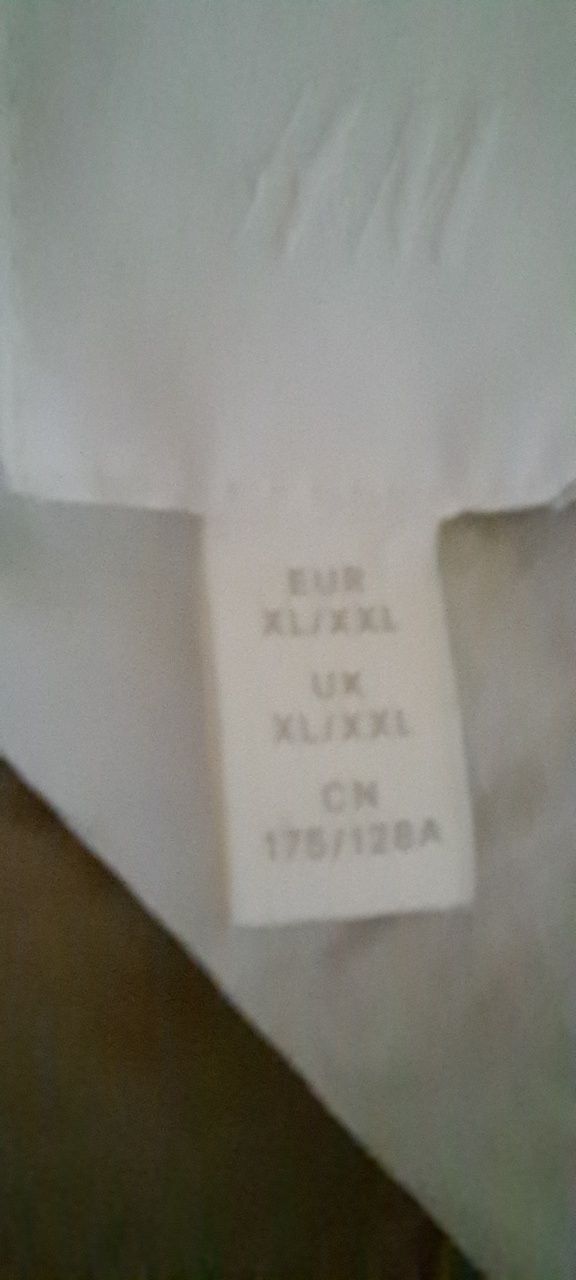 EUR
XL/XXL
UK
XL/XXL
CN
175/128A